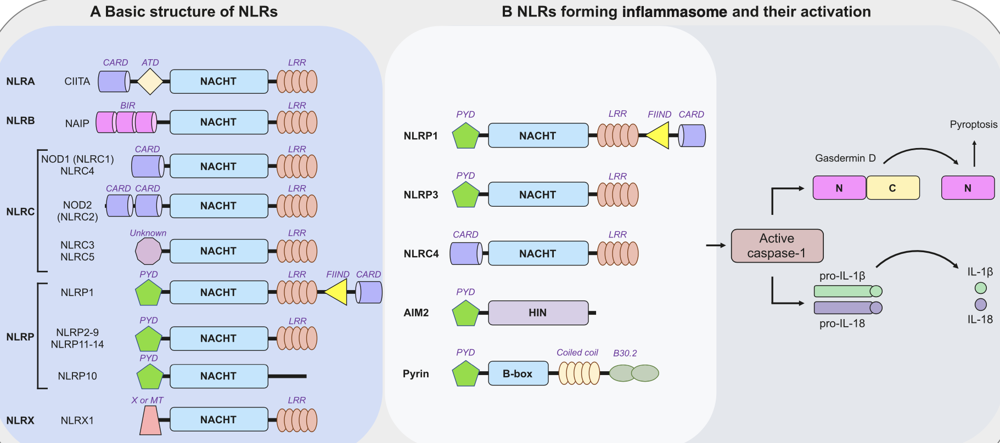 A Basic structure of NLRs
CARD ATD LRR
NLRA CIITA NACHT
BIR LRR
NLRB NAIP NACHT
CARD LRR
NOD1 (NLRC1)
NLRC4
NACHT
CARD CARD LRR
NLRC
NOD2
(NLRC2)
NACHT
Unknown LRR
NLRC3
NLRC5
NACHT
PYD LRR FIIND CARD
NLRP1 NACHT
PYD LRR
NLRP
NLRP2-9
NLRP11-14
NACHT
PYD
NLRP10 NACHT
X or MT LRR
NLRX NLRX1 NACHT
B NLRs forming inflammasome and their activation
PYD LRR FIIND CARD
NLRP1 NACHT
PYD LRR
NLRP3 NACHT
CARD LRR
NLRC4 NACHT
PYD
AIM2 HIN
PYD Coiled coil B30.2
Pyrin B-box
Active
caspase-1
Pyroptosis
Gasdermin D
N C N
pro-IL-1β IL-1β
pro-IL-18 IL-18